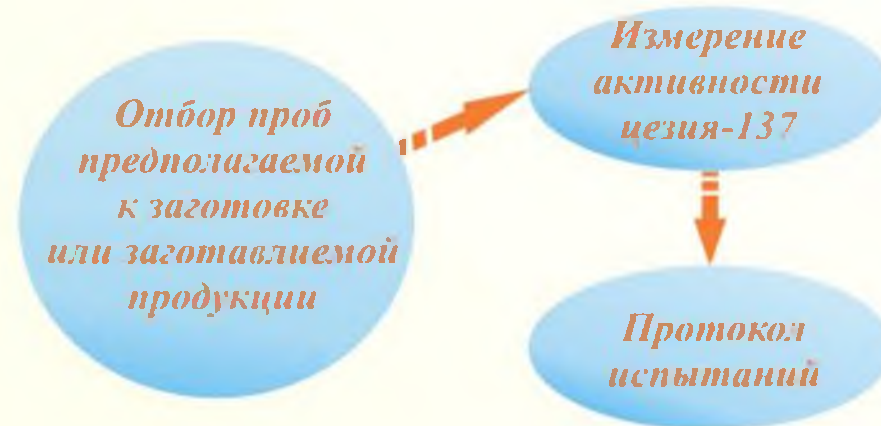 Отбор проб
предполагаемой
к заготовке
или заготавлиемой
продукции
Измерение
активности
цезия-137
Протокол
испытаний